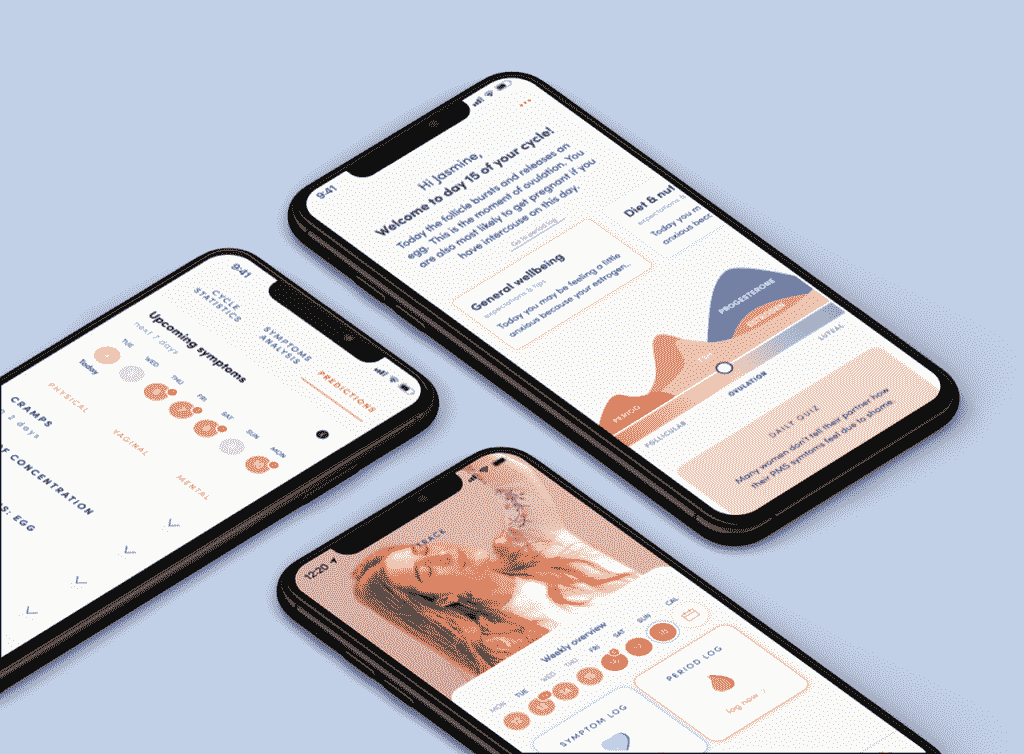 9:41
Hi Jasmine,
Welcome to day 15 of your cycle!
Today the follicle bursts and releases an
egg. This is the moment of ovulation. You
are also most likely to get pregnant if you
have intercouse on this day.
Go to period log
General wellbeing
expectations & tips
Today you may be feeling a little
anxious because your estrogen.
Diet & nut
expectations &
Today you m
anxious bec
PROGESTERONE
PERIOD
FOLLICULAR
OVULATION
LUTEAL
DAILY QUIZ
Many women don't tell their partner how
their PMS symtoms feel due to shame.
9:41
CYCLE
STATISTICS
SYMPTOMS
ANALYSIS
PREDICTIONS
Upcoming symptoms
next 7 days
TUE WED THU FRI SAT SUN MON
Today
PHYSICAL
VAGINAL
MENTAL
CRAMPS
2 days
OF CONCENTRATION
S: EGG
12:20
TRACK
Weekly overview
MON TUE WED THU FRI SAT SUN CAL
12 13 14 15
SYMPTOM LOG
PERIOD LOG
log now